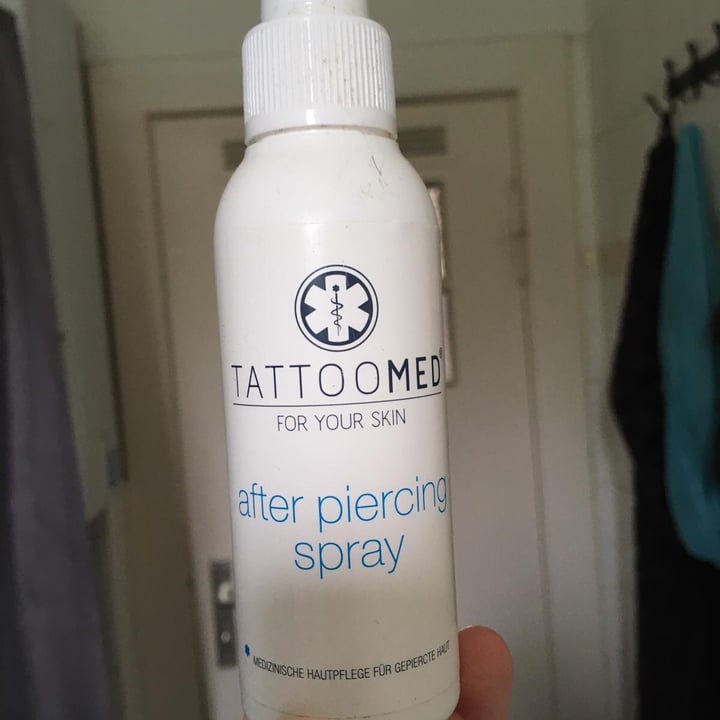 TATTOOMED®
FOR YOUR SKIN
after piercing
spray
* MEDIZINISCHE HAUTPFLEGE FÜR GEPIERCTE HAUT